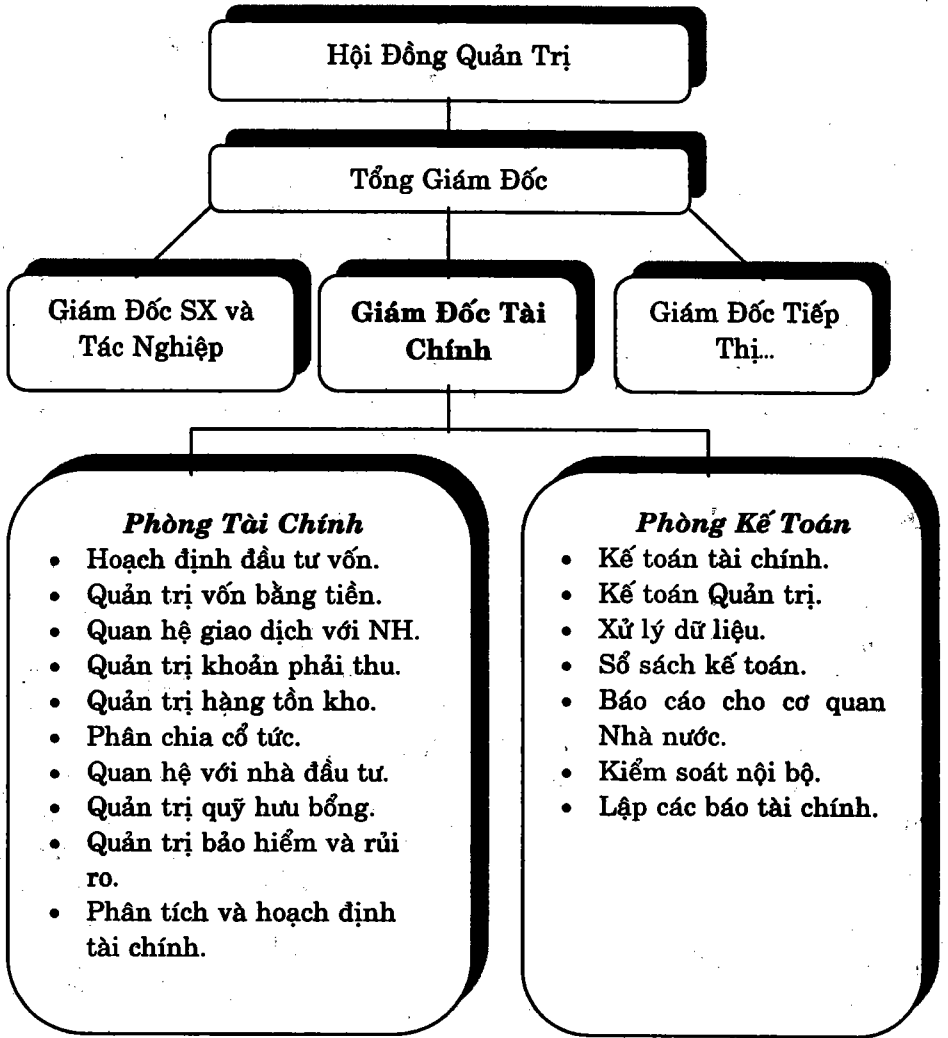 Hội Đồng Quản Trị
Tổng Giám Đốc
Giám Đốc SX và
Tác Nghiệp
Giám Đốc Tài
Chính
Giám Đốc Tiếp
Thị...
Phòng Tài Chính
• Hoạch định đầu tư vốn.
• Quản trị vốn bằng tiền.
• Quan hệ giao dịch với NH.
• Quản trị khoản phải thu.
• Quản trị hàng tồn kho.
• Phân chia cổ tức.
• Quan hệ với nhà đầu tư.
• Quản trị quỹ hưu bổng.
• Quản trị bảo hiểm và rủi
ro.
• Phân tích và hoạch định
tài chính.
Phòng Kế Toán
• Kế toán tài chính.
• Kế toán Quản trị.
• Xử lý dữ liệu.
• Sổ sách kế toán.
• Báo cáo cho cơ quan
Nhà nước.
• Kiểm soát nội bộ.
• Lập các báo tài chính.